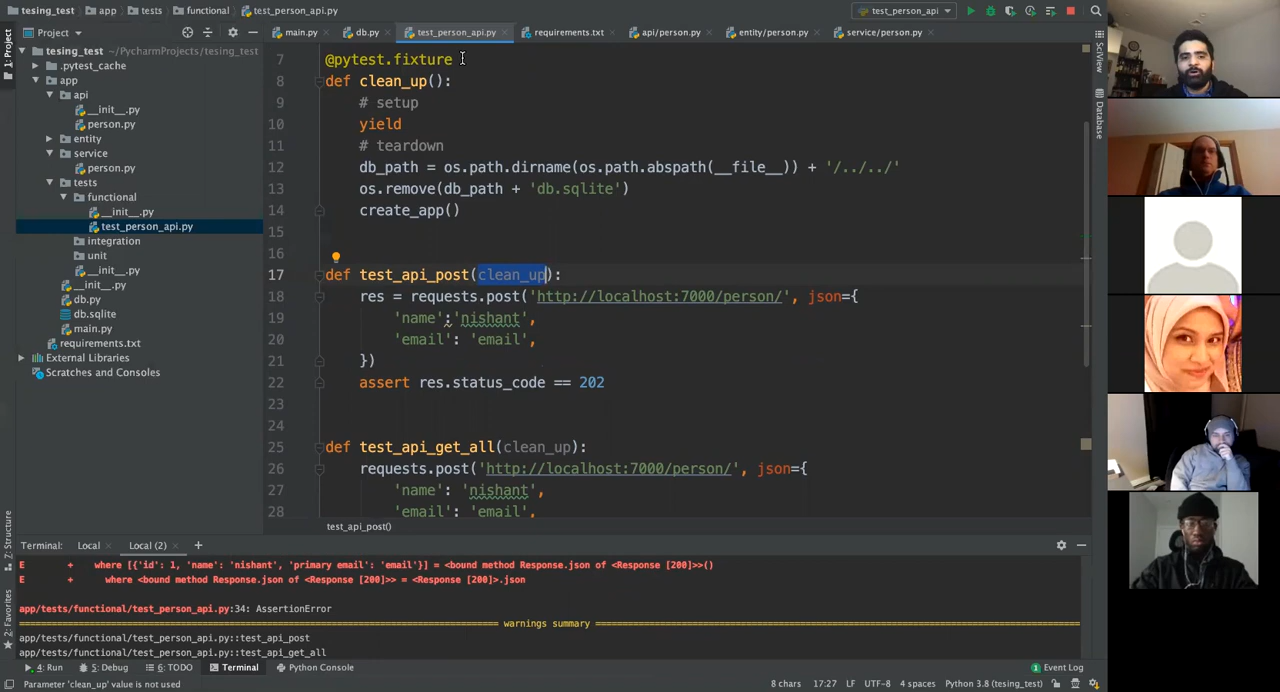 tesing_test app tests functional test_person_api.py test_person_api
Project
main.py db.py test_person_api.py requirements.txt api/person.py entity/person.py service/person.py
1: Project
SciView
Database
7: Structure
2: Favorites
tesing_test ~/PycharmProjects/tesing_test
.pytest_cache
app
api
__init__.py
person.py
entity
service
person.py
tests
functional
__init__.py
test_person_api.py
integration
unit
__init__.py
__init__.py
db.py
db.sqlite
main.py
requirements.txt
External Libraries
Scratches and Consoles
7 @pytest.fixture
8 def clean_up():
9 # setup
10 yield
11 # teardown
12 db_path = os.path.dirname(os.path.abspath(__file__)) + '/../../'
13 os.remove(db_path + 'db.sqlite')
14 create_app()
15
16
17 def test_api_post(clean_up):
18 res = requests.post('http://localhost:7000/person/', json={
19 'name':'nishant',
20 'email': 'email',
21 })
22 assert res.status_code == 202
23
24
25 def test_api_get_all(clean_up):
26 requests.post('http://localhost:7000/person/', json={
27 'name': 'nishant',
28 'email': 'email',
test_api_post()
Terminal: Local Local (2) +
E + where [{'id': 1, 'name': 'nishant', 'primary email': 'email'}] = <bound method Response.json of <Response [200]>>()
E + where <bound method Response.json of <Response [200]>> = <Response [200]>.json
app/tests/functional/test_person_api.py:34: AssertionError
warnings summary
app/tests/functional/test_person_api.py::test_api_post
app/tests/functional/test_person_api.py::test_api_get_all
4: Run 5: Debug 6: TODO Terminal Python Console 1 Event Log
Parameter 'clean_up' value is not used 8 chars 17:27 LF UTF-8 4 spaces Python 3.8 (tesing_test)